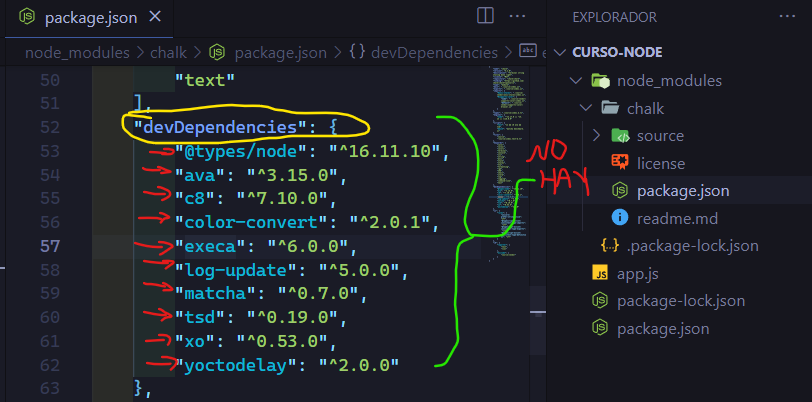 package.json
node_modules > chalk > package.json > { } devDependencies > abc e
50 "text"
51 ],
52 "devDependencies": {
53 "@types/node": "^16.11.10",
54 "ava": "^3.15.0",
55 "c8": "^7.10.0",
56 "color-convert": "^2.0.1",
57 "execa": "^6.0.0",
58 "log-update": "^5.0.0",
59 "matcha": "^0.7.0",
60 "tsd": "^0.19.0",
61 "xo": "^0.53.0",
62 "yoctodelay": "^2.0.0"
63 },
NO
HAY
EXPLORADOR
CURSO-NODE
node_modules
chalk
source
license
package.json
readme.md
.package-lock.json
JS app.js
package-lock.json
package.json